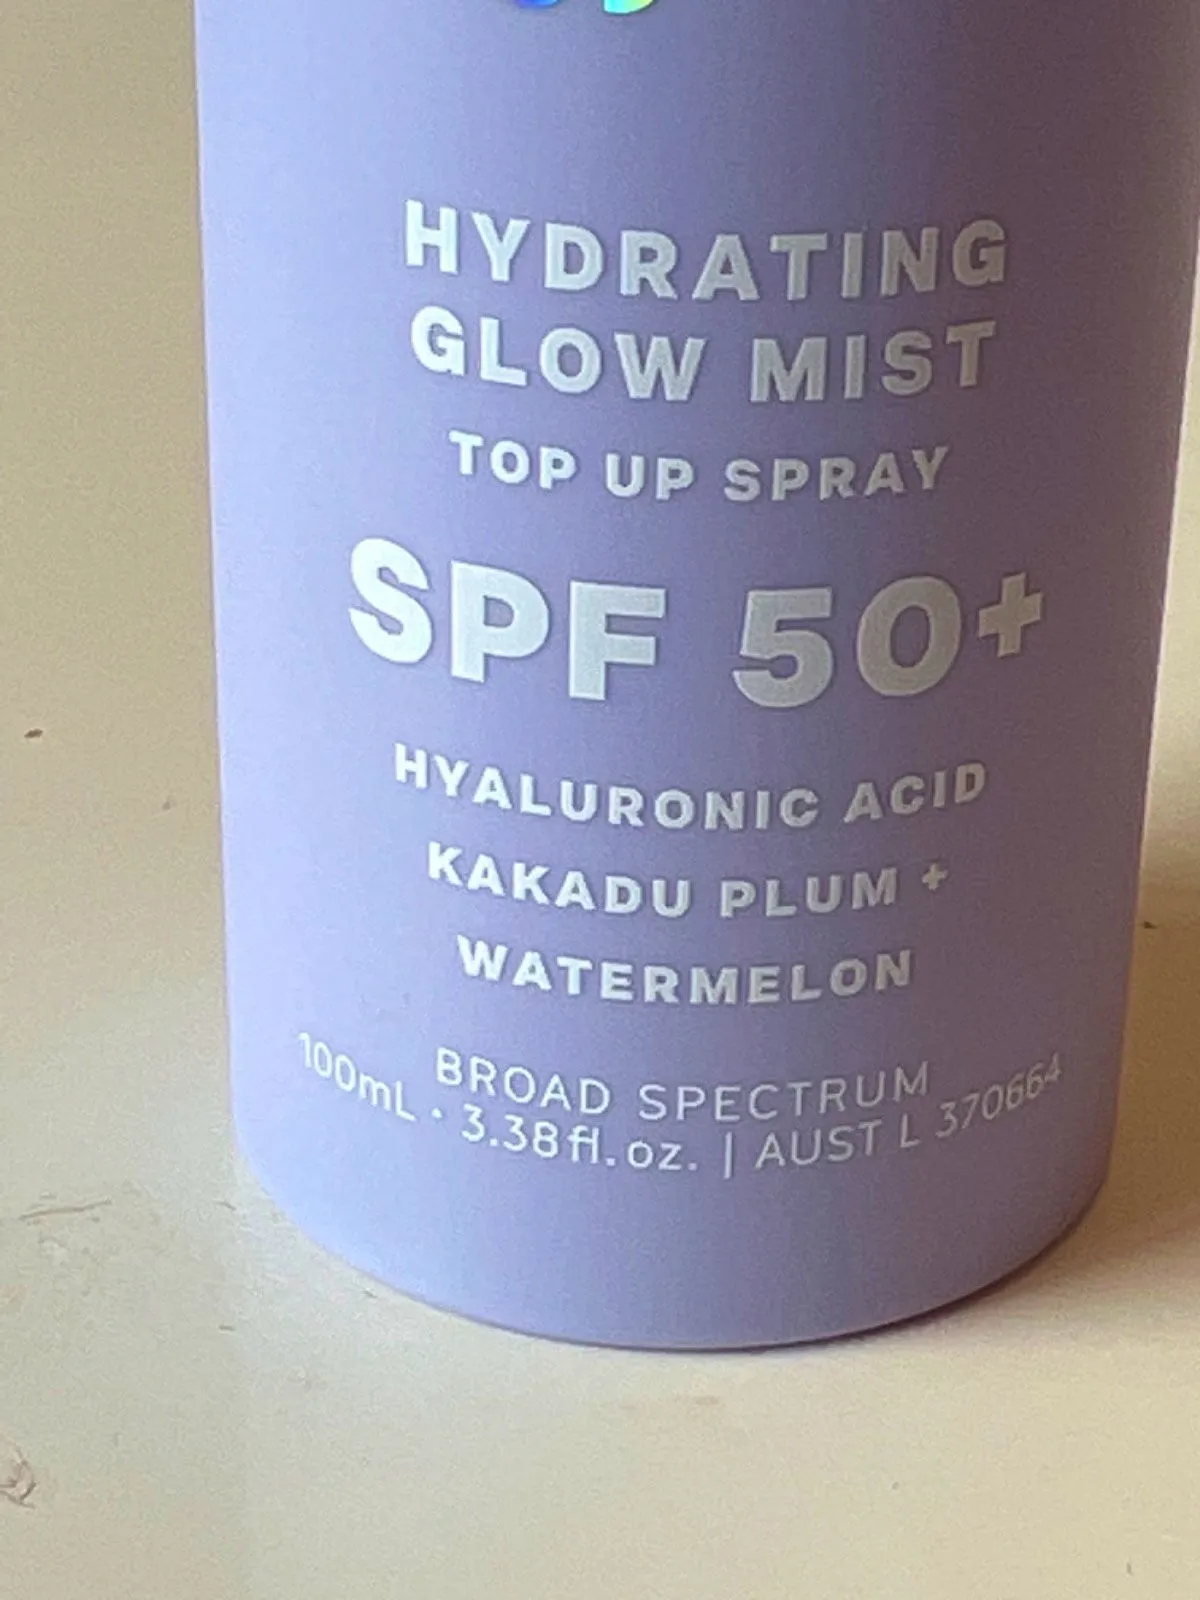 HYDRATING
GLOW MIST
TOP UP SPRAY
SPF 50+
HYALURONIC ACID
KAKADU PLUM +
WATERMELON
BROAD SPECTRUM
100mL · 3.38fl.oz. | AUST L 370664